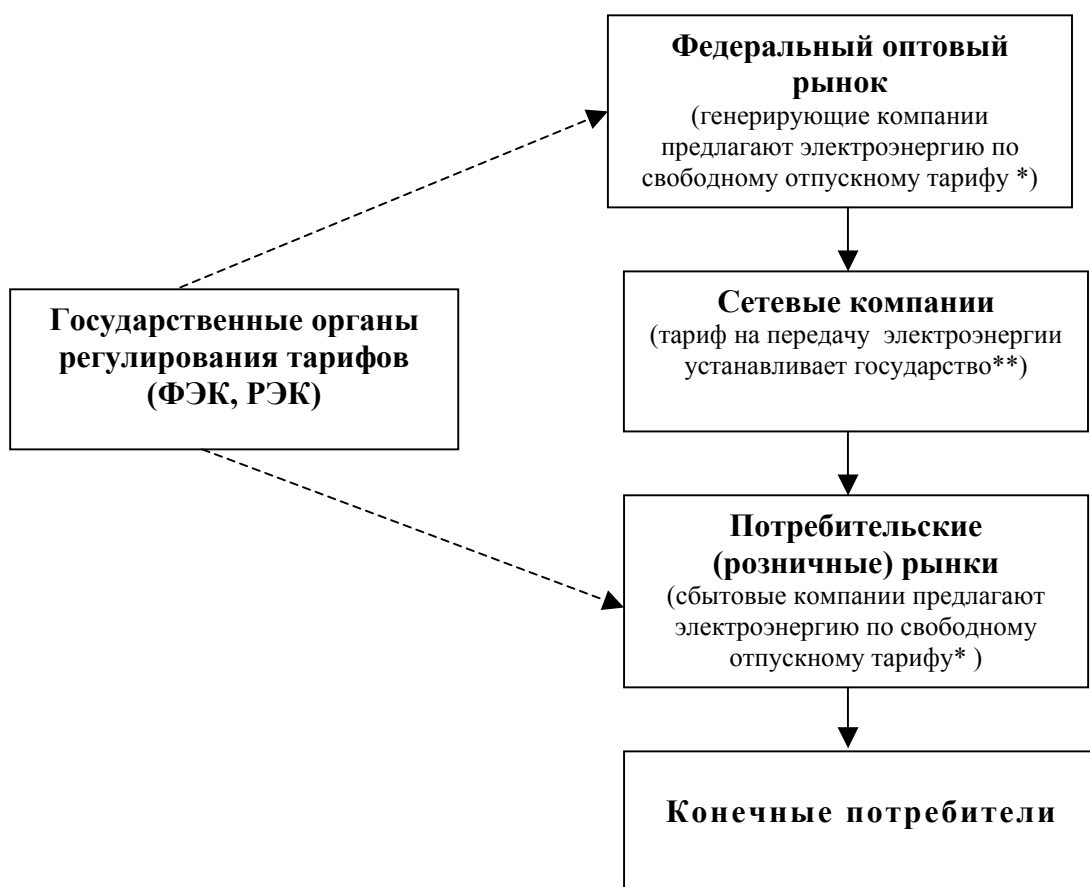 Федеральный оптовый
рынок
(генерирующие компании
предлагают электроэнергию по
свободному отпускному тарифу *)
Сетевые компании
(тариф на передачу электроэнергии
устанавливает государство**)
Государственные органы
регулирования тарифов
(ФЭК, РЭК)
Потребительские
(розничные) рынки
(сбытовые компании предлагают
электроэнергию по свободному
отпускному тарифу* )
Конечные потребители